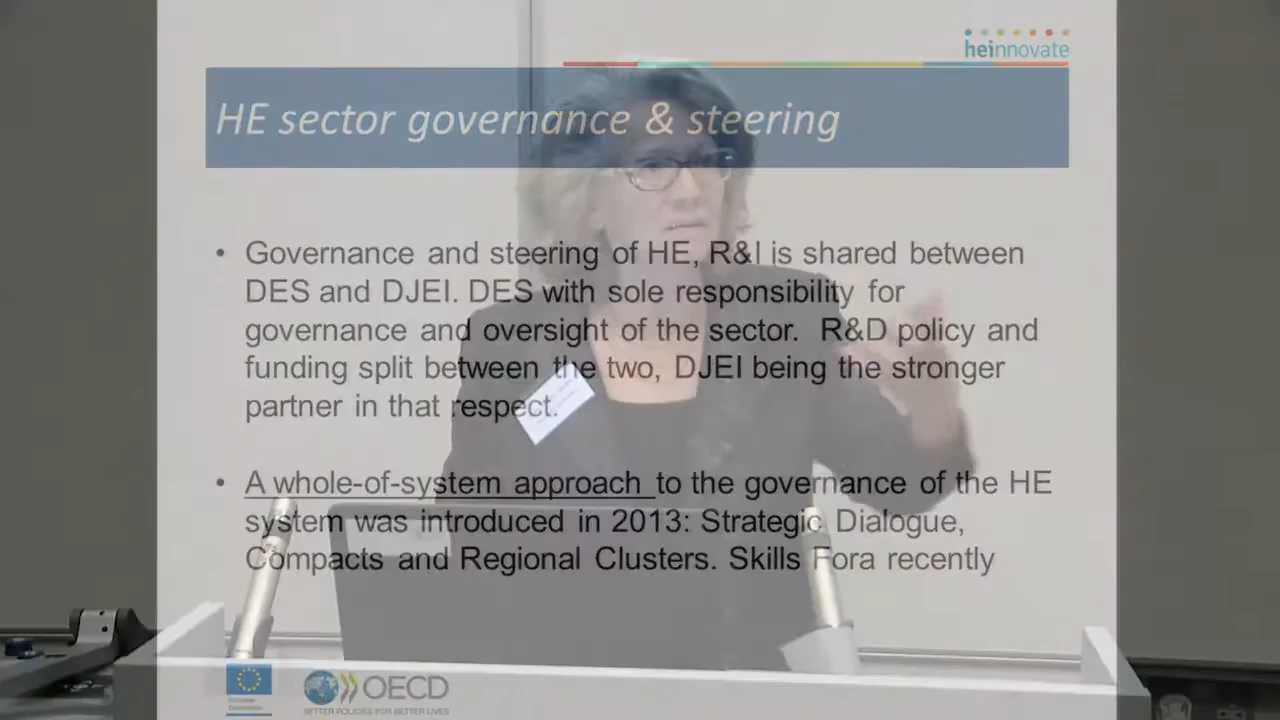 heinnovate
HE sector governance & steering
• Governance and steering of HE, R&I is shared between
DES and DJEI. DES with sole responsibility for
governance and oversight of the sector. R&D policy and
funding split between the two, DJEI being the stronger
partner in that respect.
• A whole-of-system approach to the governance of the HE
system was introduced in 2013: Strategic Dialogue,
Compacts and Regional Clusters. Skills Fora recently
European
Commission
OECD
BETTER POLICIES FOR BETTER LIVES